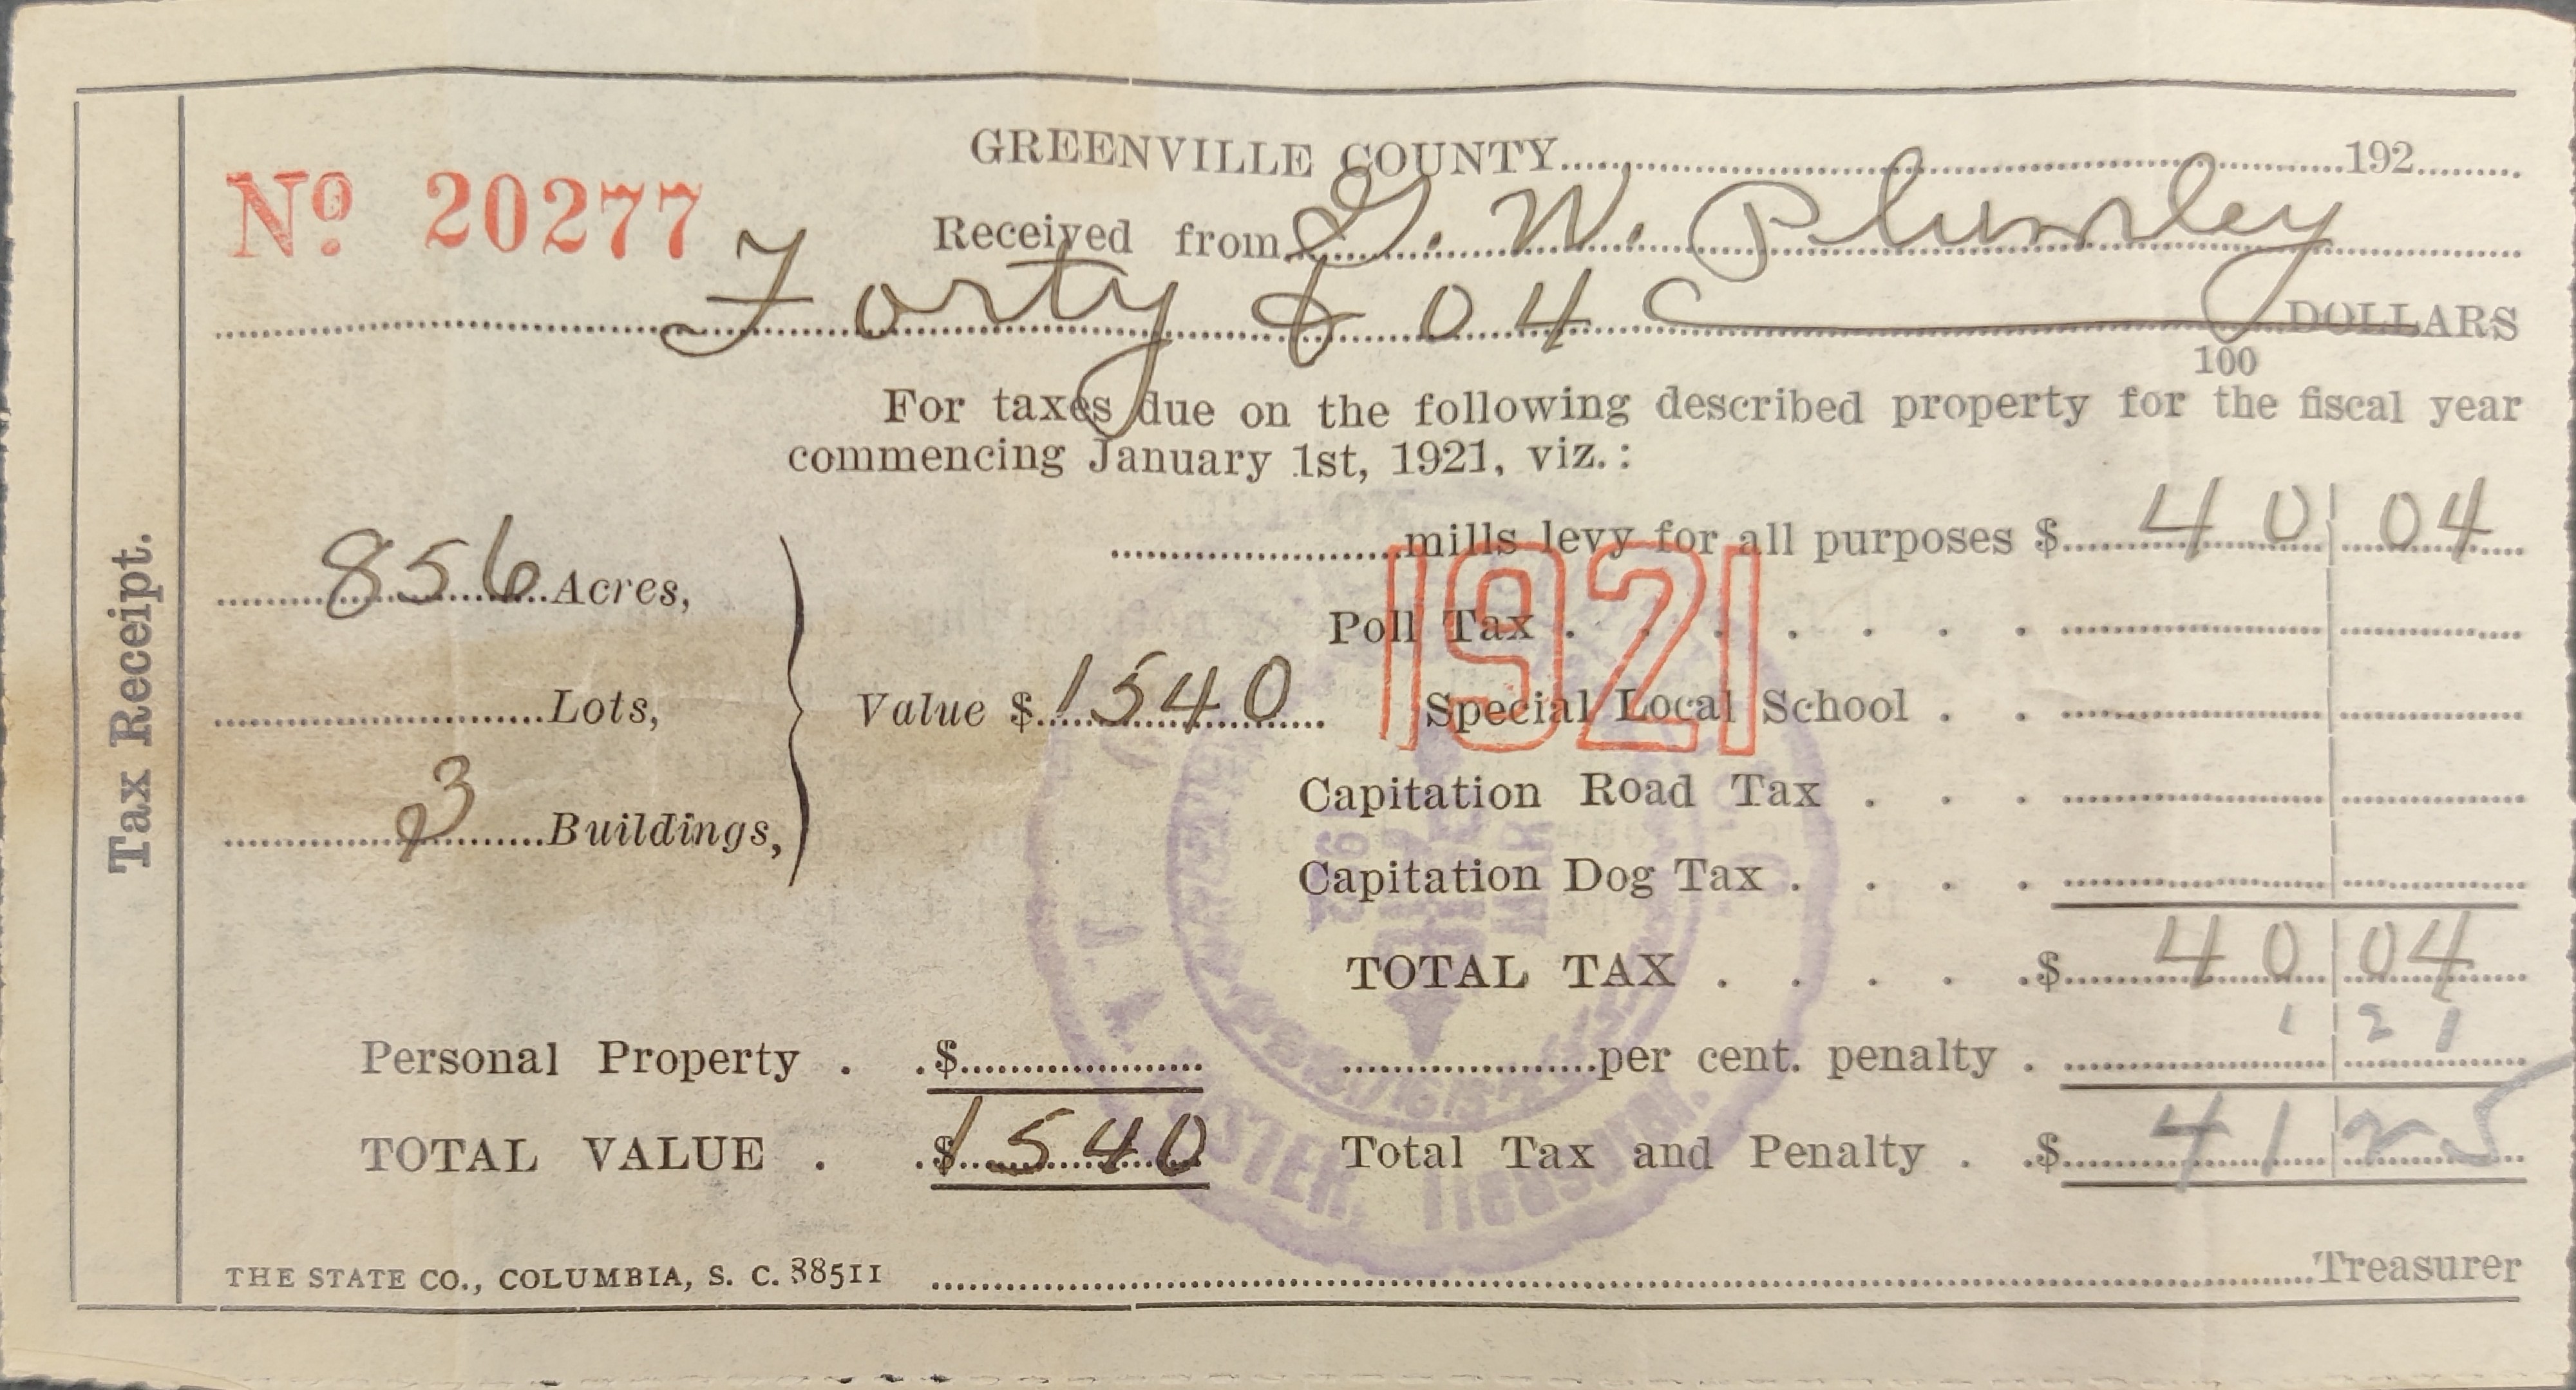 Tax Receipt.
GREENVILLE COUNTY 192
No 20277
Received from G. W. Plumley
Forty & 04 DOLLARS
100
For taxes due on the following described property for the fiscal year
commencing January 1st, 1921, viz.:
mills levy for all purposes $ 40 04
856 Acres,
1921
Poll Tax . . . . . .
Lots,
Value $ 1540
Special Local School . .
Capitation Road Tax . . .
3 Buildings,
Capitation Dog Tax . . . .
TOTAL TAX . . . . . $ 40 04
Personal Property . . $
per cent. penalty . 1 21
TOTAL VALUE . . $ 1540
Total Tax and Penalty . . $ 41 25
STER, Treasurer.
THE STATE CO., COLUMBIA, S. C. 38511
Treasurer